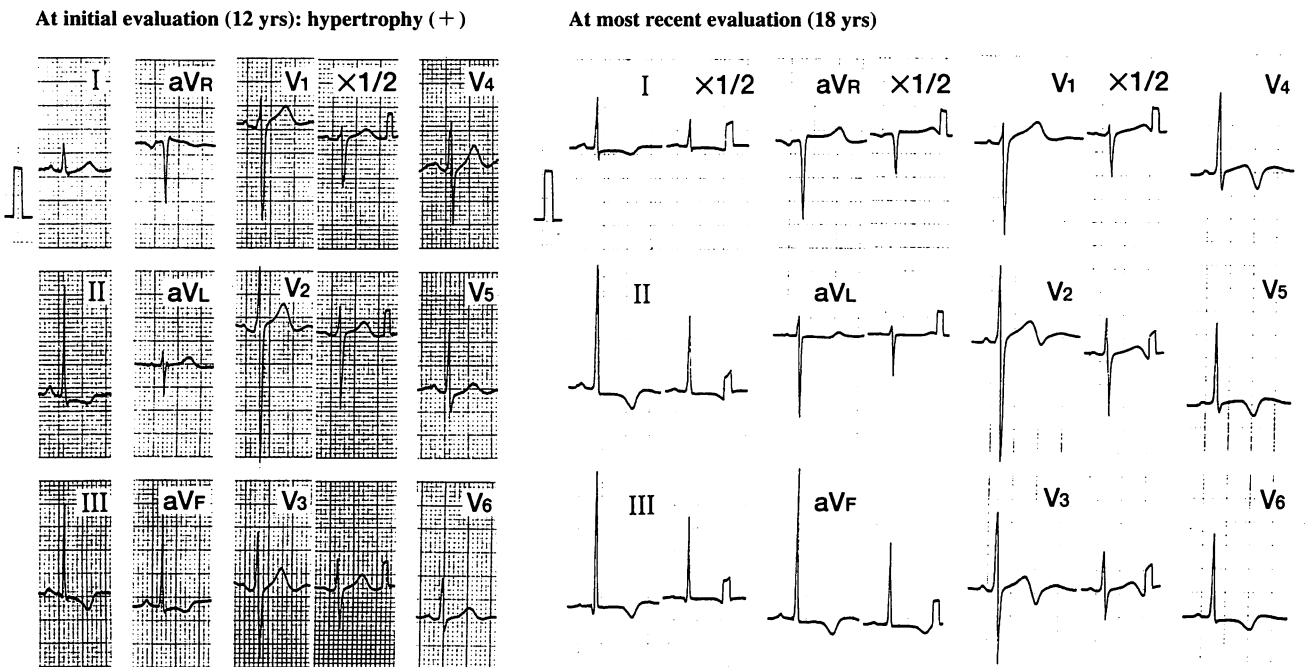 At initial evaluation (12 yrs): hypertrophy (+)
At most recent evaluation (18 yrs)
I aVR V1 ×1/2 V4
I ×1/2 aVR ×1/2 V1 ×1/2 V4
II aVL V2 V5
II aVL V2 V5
III aVF V3 V6
III aVF V3 V6